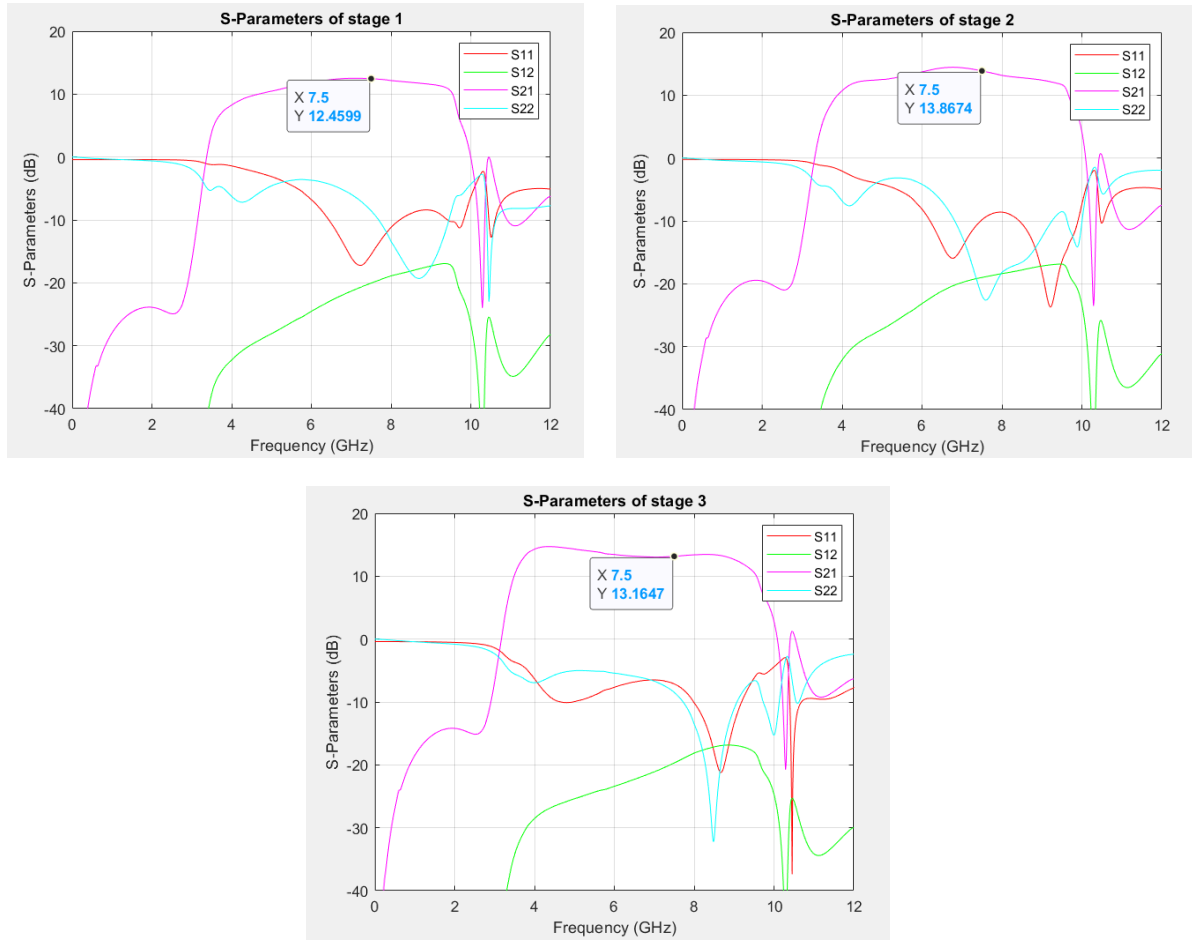 S-Parameters of stage 1
20
10
0
-10
-20
-30
-40
S-Parameters (dB)
X 7.5
Y 12.4599
S11
S12
S21
S22
0 2 4 6 8 10 12
Frequency (GHz)
S-Parameters of stage 2
20
10
0
-10
-20
-30
-40
S-Parameters (dB)
X 7.5
Y 13.8674
S11
S12
S21
S22
0 2 4 6 8 10 12
Frequency (GHz)
S-Parameters of stage 3
20
10
0
-10
-20
-30
-40
S-Parameters (dB)
X 7.5
Y 13.1647
S11
S12
S21
S22
0 2 4 6 8 10 12
Frequency (GHz)